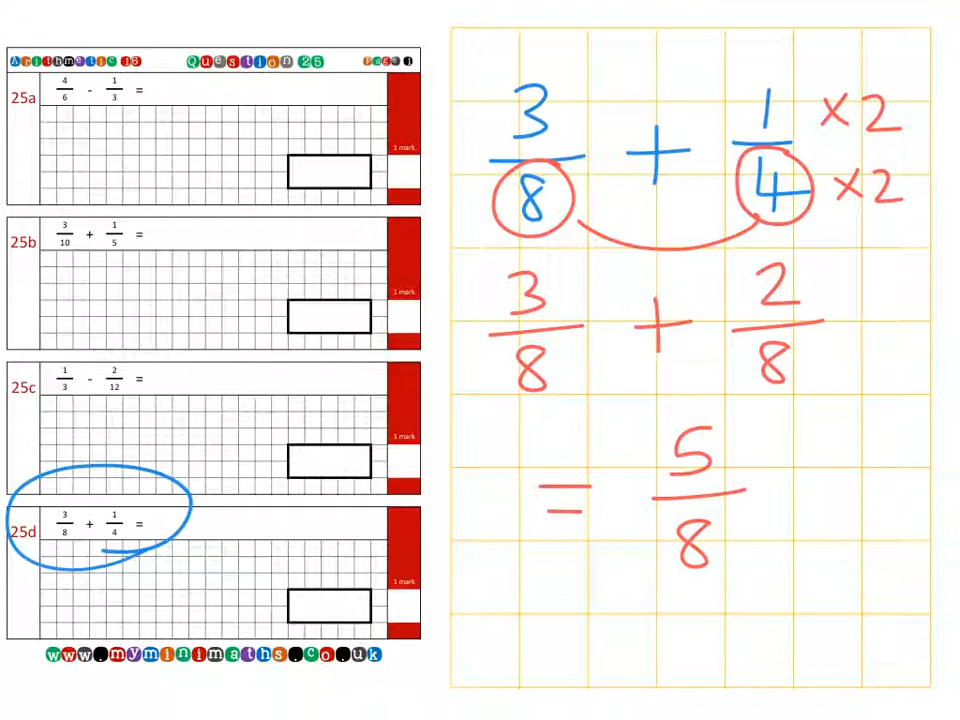 Arithmetic 16 Question 25 Page 1
25a 4/6 - 1/3 =
1 mark
25b 3/10 + 1/5 =
1 mark
25c 1/3 - 2/12 =
1 mark
25d 3/8 + 1/4 =
1 mark
www.myminimaths.co.uk
3/8 + 1/4 ×2 ×2
3/8 + 2/8
= 5/8